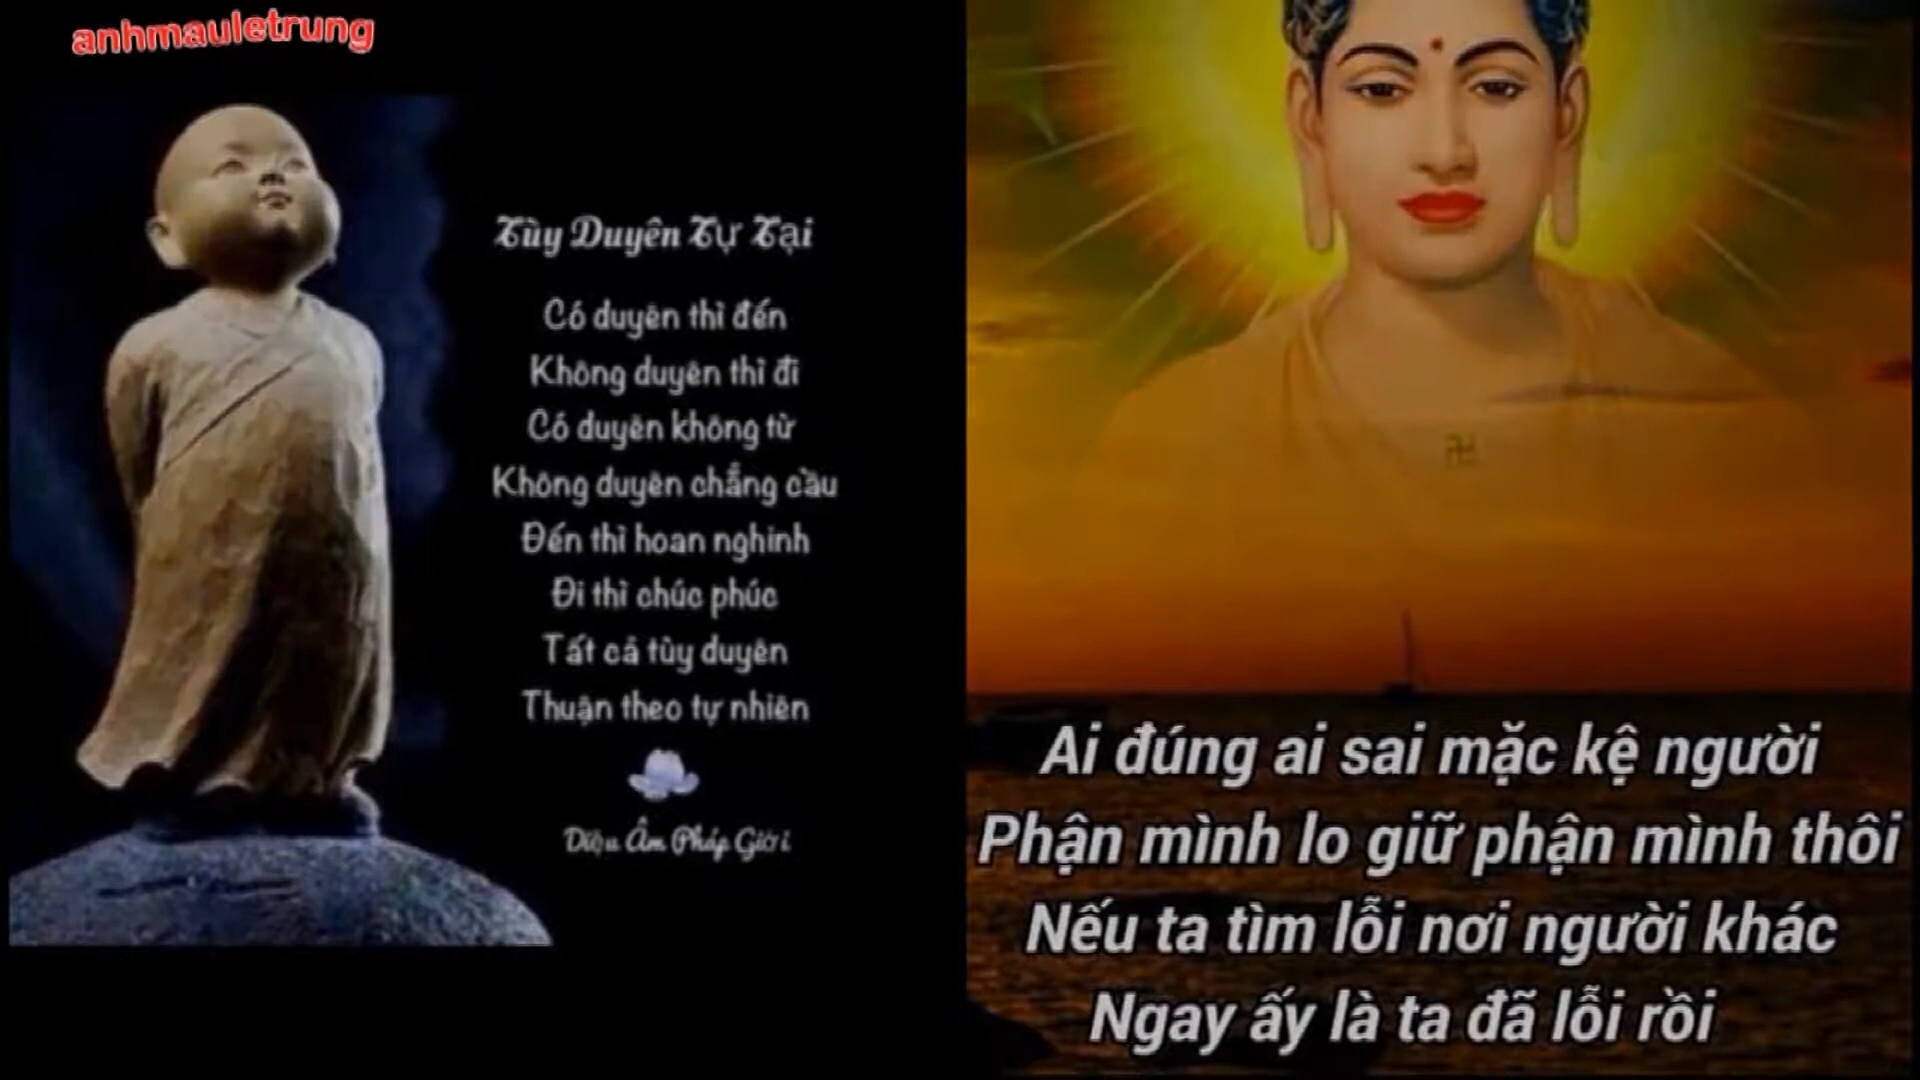 anhmauletrung
Tùy Duyên Tự Tại
Có duyên thì đến
Không duyên thì đi
Có duyên không từ
Không duyên chẳng cầu
Đến thì hoan nghinh
Đi thì chúc phúc
Tất cả tùy duyên
Thuận theo tự nhiên
Diệu Âm Pháp Giới
卍
Ai đúng ai sai mặc kệ người
Phận mình lo giữ phận mình thôi
Nếu ta tìm lỗi nơi người khác
Ngay ấy là ta đã lỗi rồi